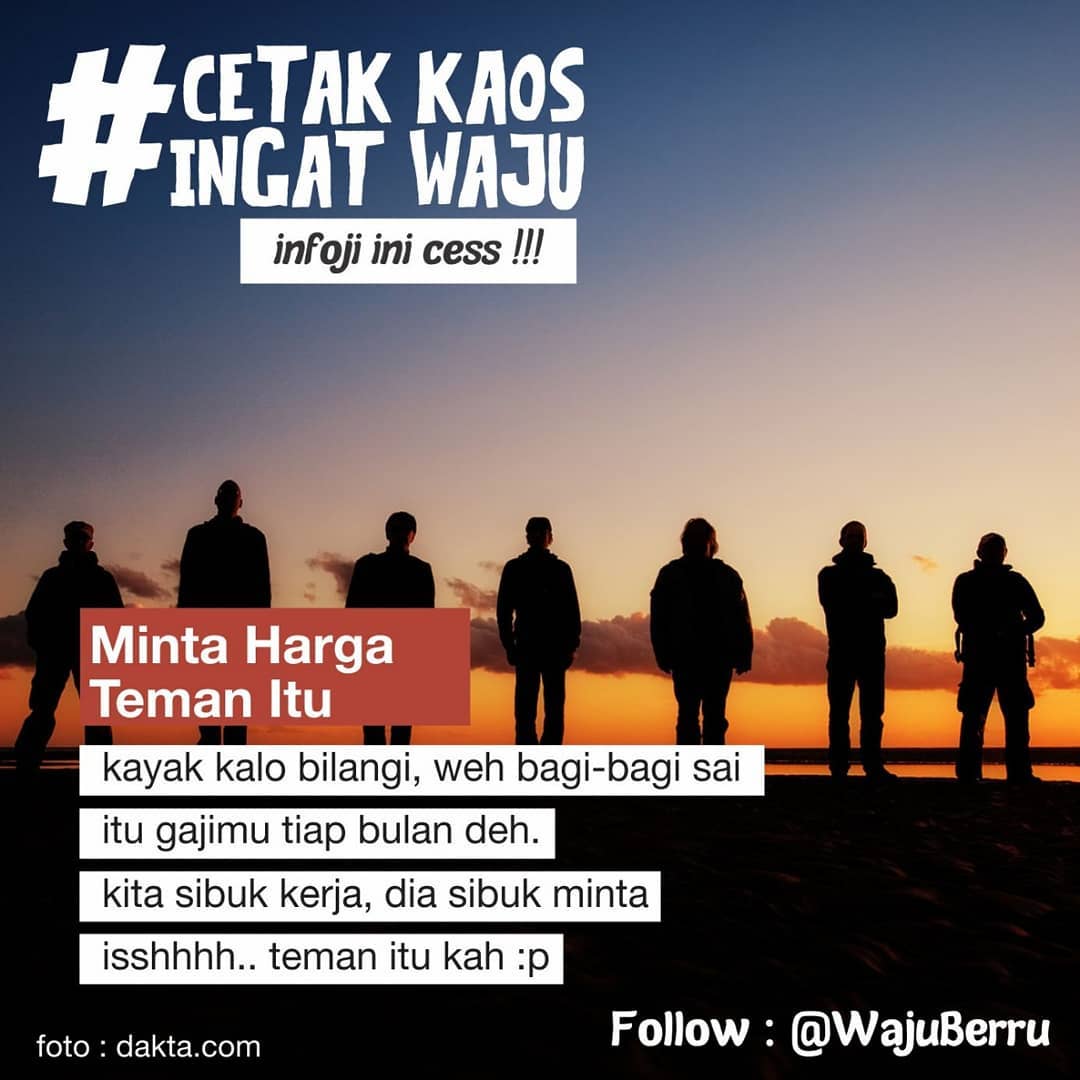 #CETAK KAOS
INGAT WAJU
infoji ini cess !!!
Minta Harga
Teman Itu
kayak kalo bilangi, weh bagi-bagi sai
itu gajimu tiap bulan deh.
kita sibuk kerja, dia sibuk minta
isshhhh.. teman itu kah :p
foto : dakta.com
Follow : @WajuBerru